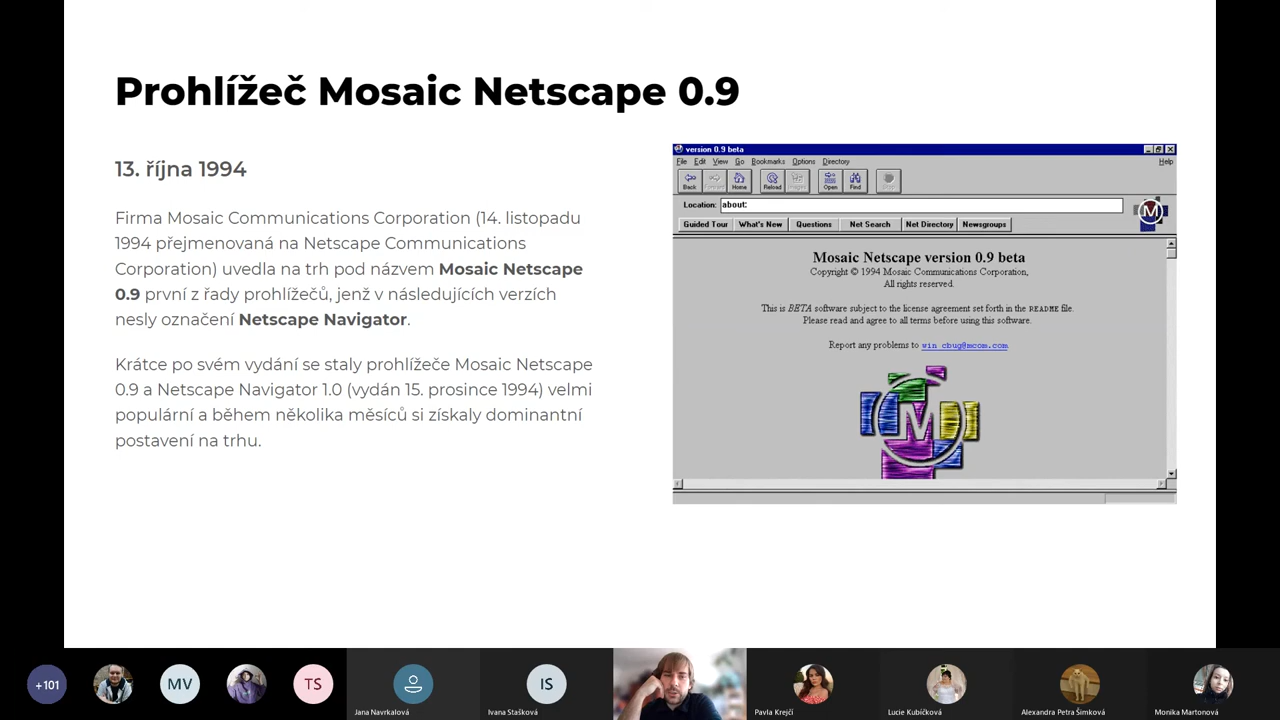 Prohlížeč Mosaic Netscape 0.9
13. října 1994
Firma Mosaic Communications Corporation (14. listopadu
1994 přejmenovaná na Netscape Communications
Corporation) uvedla na trh pod názvem Mosaic Netscape
0.9 první z řady prohlížečů, jenž v následujících verzích
nesly označení Netscape Navigator.
Krátce po svém vydání se staly prohlížeče Mosaic Netscape
0.9 a Netscape Navigator 1.0 (vydán 15. prosince 1994) velmi
populární a během několika měsíců si získaly dominantní
postavení na trhu.
version 0.9 beta
File Edit View Go Bookmarks Options Directory Help
Back Forward Home Reload Images Open Find Stop
Location: about:
M
Guided Tour What's New Questions Net Search Net Directory Newsgroups
Mosaic Netscape version 0.9 beta
Copyright © 1994 Mosaic Communications Corporation,
All rights reserved.
This is BETA software subject to the license agreement set forth in the README file.
Please read and agree to all terms before using this software.
Report any problems to win_cbug@mcom.com.
M
+101 MV TS IS
Jana Navrkalová Ivana Stašková Pavla Krejčí Lucie Kubíčková Alexandra Petra Šimková Monika Martonová